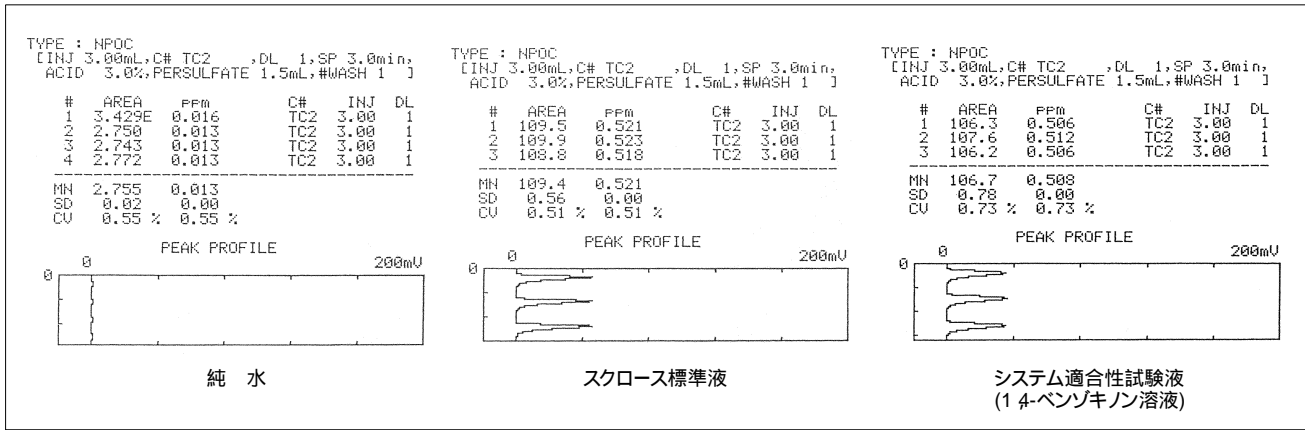 TYPE : NPOC
[INJ 3.00mL,C# TC2    ,DL  1,SP 3.0min,
ACID  3.0%,PERSULFATE 1.5mL,#WASH 1  ]
#  AREA  PPM  C#  INJ  DL
1  3.429E  0.016  TC2  3.00  1
2  2.750  0.013  TC2  3.00  1
3  2.743  0.013  TC2  3.00  1
4  2.772  0.013  TC2  3.00  1
MN  2.755  0.013
SD  0.02  0.00
CV  0.55 %  0.55 %
PEAK PROFILE
0  200mV
0
純 水
TYPE : NPOC
[INJ 3.00mL,C# TC2    ,DL  1,SP 3.0min,
ACID  3.0%,PERSULFATE 1.5mL,#WASH 1  ]
#  AREA  PPM  C#  INJ  DL
1  109.5  0.521  TC2  3.00  1
2  109.9  0.523  TC2  3.00  1
3  108.8  0.518  TC2  3.00  1
MN  109.4  0.521
SD  0.56  0.00
CV  0.51 %  0.51 %
PEAK PROFILE
0  200mV
0
スクロース標準液
TYPE : NPOC
[INJ 3.00mL,C# TC2    ,DL  1,SP 3.0min,
ACID  3.0%,PERSULFATE 1.5mL,#WASH 1  ]
#  AREA  PPM  C#  INJ  DL
1  106.3  0.506  TC2  3.00  1
2  107.6  0.512  TC2  3.00  1
3  106.2  0.506  TC2  3.00  1
MN  106.7  0.508
SD  0.78  0.00
CV  0.73 %  0.73 %
PEAK PROFILE
0  200mV
0
システム適合性試験液
(1,4-ベンゾキノン溶液)